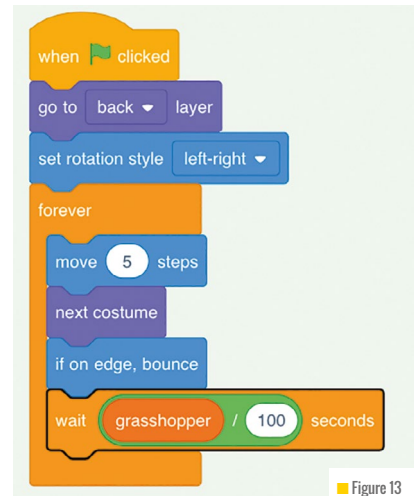 when clicked
go to back layer
set rotation style left-right
forever
move 5 steps
next costume
if on edge, bounce
wait grasshopper / 100 seconds
Figure 13